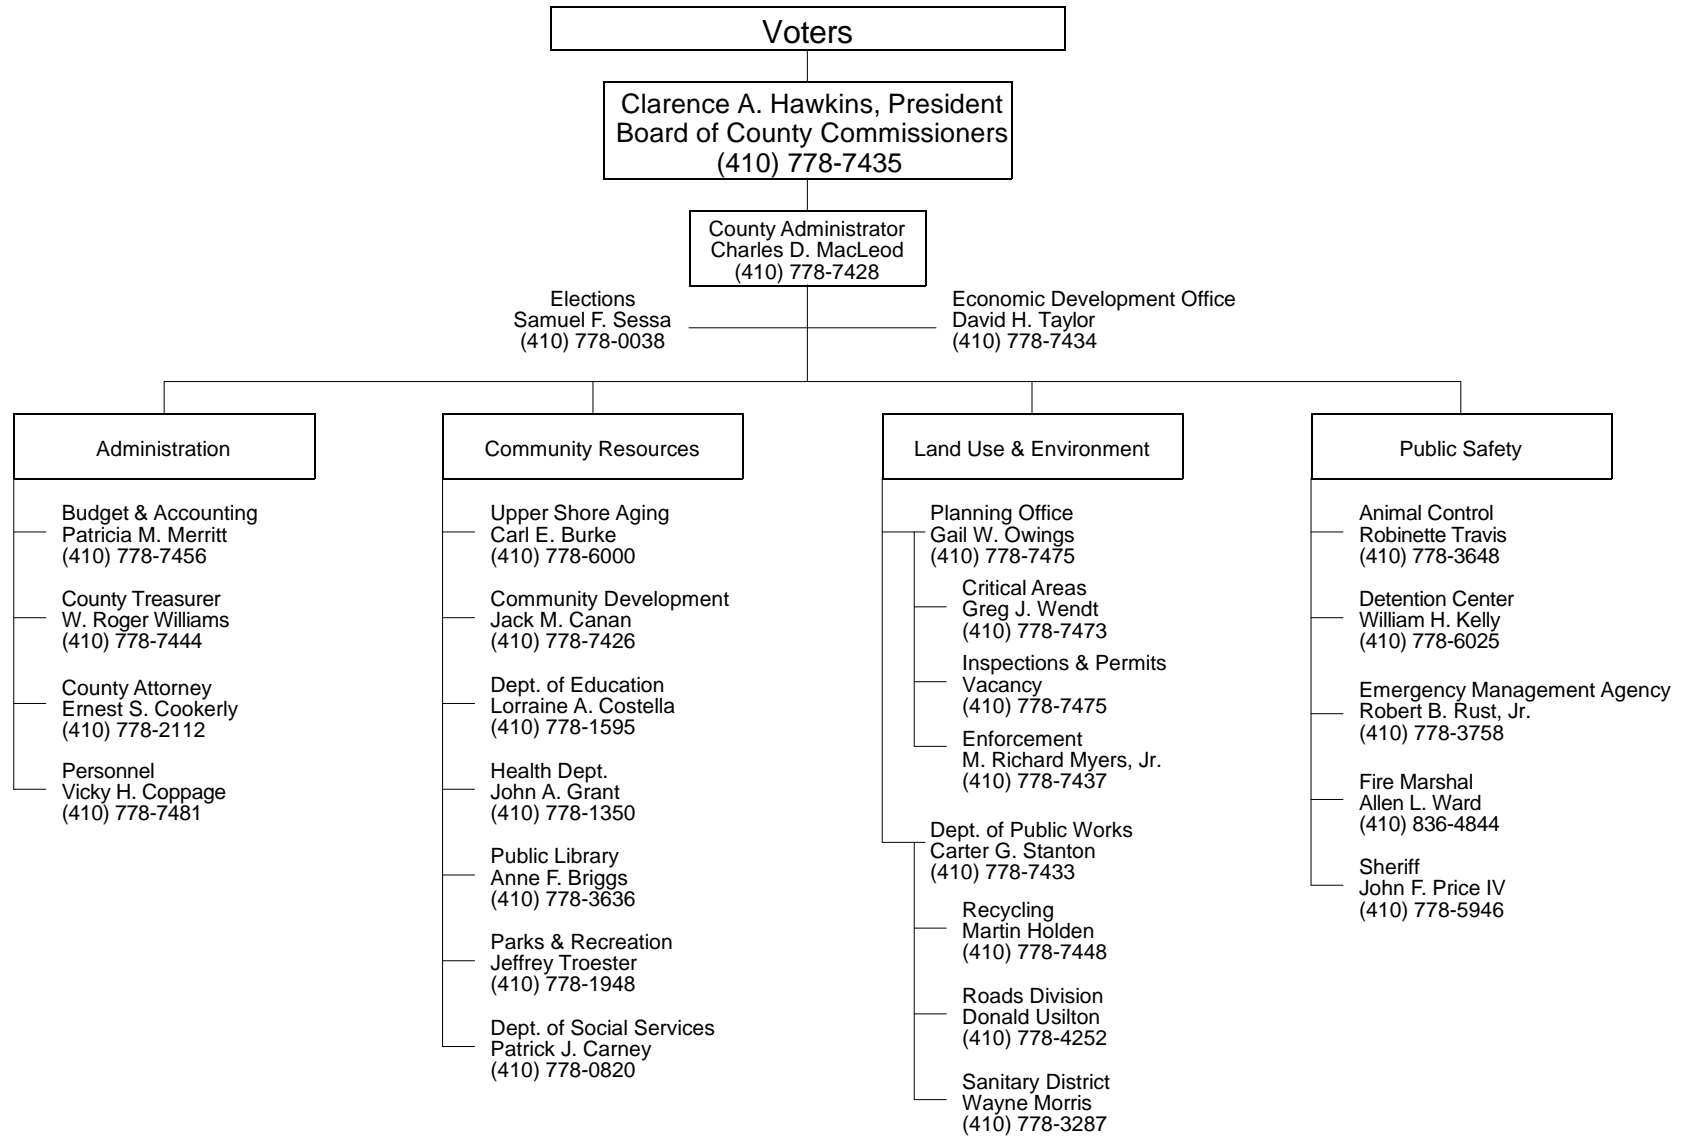 Voters
Clarence A. Hawkins, President
Board of County Commissioners
(410) 778-7435
County Administrator
Charles D. MacLeod
(410) 778-7428
Elections
Samuel F. Sessa
(410) 778-0038
Economic Development Office
David H. Taylor
(410) 778-7434
Administration
Budget & Accounting
Patricia M. Merritt
(410) 778-7456
County Treasurer
W. Roger Williams
(410) 778-7444
County Attorney
Ernest S. Cookerly
(410) 778-2112
Personnel
Vicky H. Coppage
(410) 778-7481
Community Resources
Upper Shore Aging
Carl E. Burke
(410) 778-6000
Community Development
Jack M. Canan
(410) 778-7426
Dept. of Education
Lorraine A. Costella
(410) 778-1595
Health Dept.
John A. Grant
(410) 778-1350
Public Library
Anne F. Briggs
(410) 778-3636
Parks & Recreation
Jeffrey Troester
(410) 778-1948
Dept. of Social Services
Patrick J. Carney
(410) 778-0820
Land Use & Environment
Planning Office
Gail W. Owings
(410) 778-7475
Critical Areas
Greg J. Wendt
(410) 778-7473
Inspections & Permits
Vacancy
(410) 778-7475
Enforcement
M. Richard Myers, Jr.
(410) 778-7437
Dept. of Public Works
Carter G. Stanton
(410) 778-7433
Recycling
Martin Holden
(410) 778-7448
Roads Division
Donald Usilton
(410) 778-4252
Sanitary District
Wayne Morris
(410) 778-3287
Public Safety
Animal Control
Robinette Travis
(410) 778-3648
Detention Center
William H. Kelly
(410) 778-6025
Emergency Management Agency
Robert B. Rust, Jr.
(410) 778-3758
Fire Marshal
Allen L. Ward
(410) 836-4844
Sheriff
John F. Price IV
(410) 778-5946